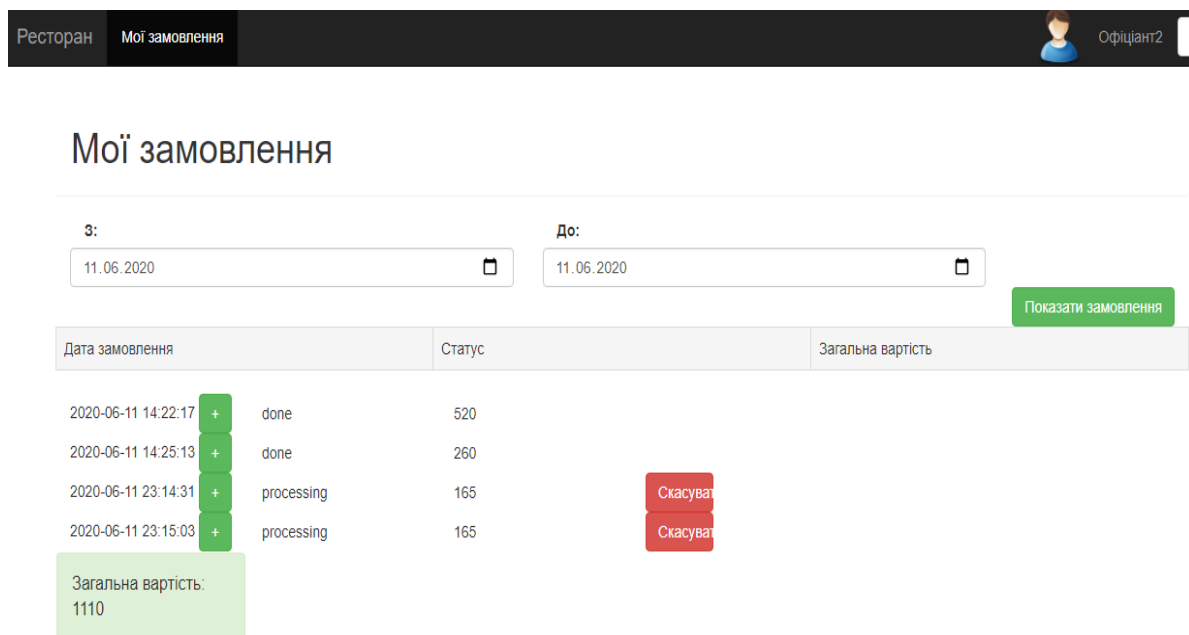 Ресторан Мої замовлення Офіціант2
Мої замовлення
З: До:
11.06.2020 11.06.2020
Показати замовлення
Дата замовлення Статус Загальна вартість
2020-06-11 14:22:17 + done 520
2020-06-11 14:25:13 + done 260
2020-06-11 23:14:31 + processing 165 Скасуват
2020-06-11 23:15:03 + processing 165 Скасуват
Загальна вартість:
1110